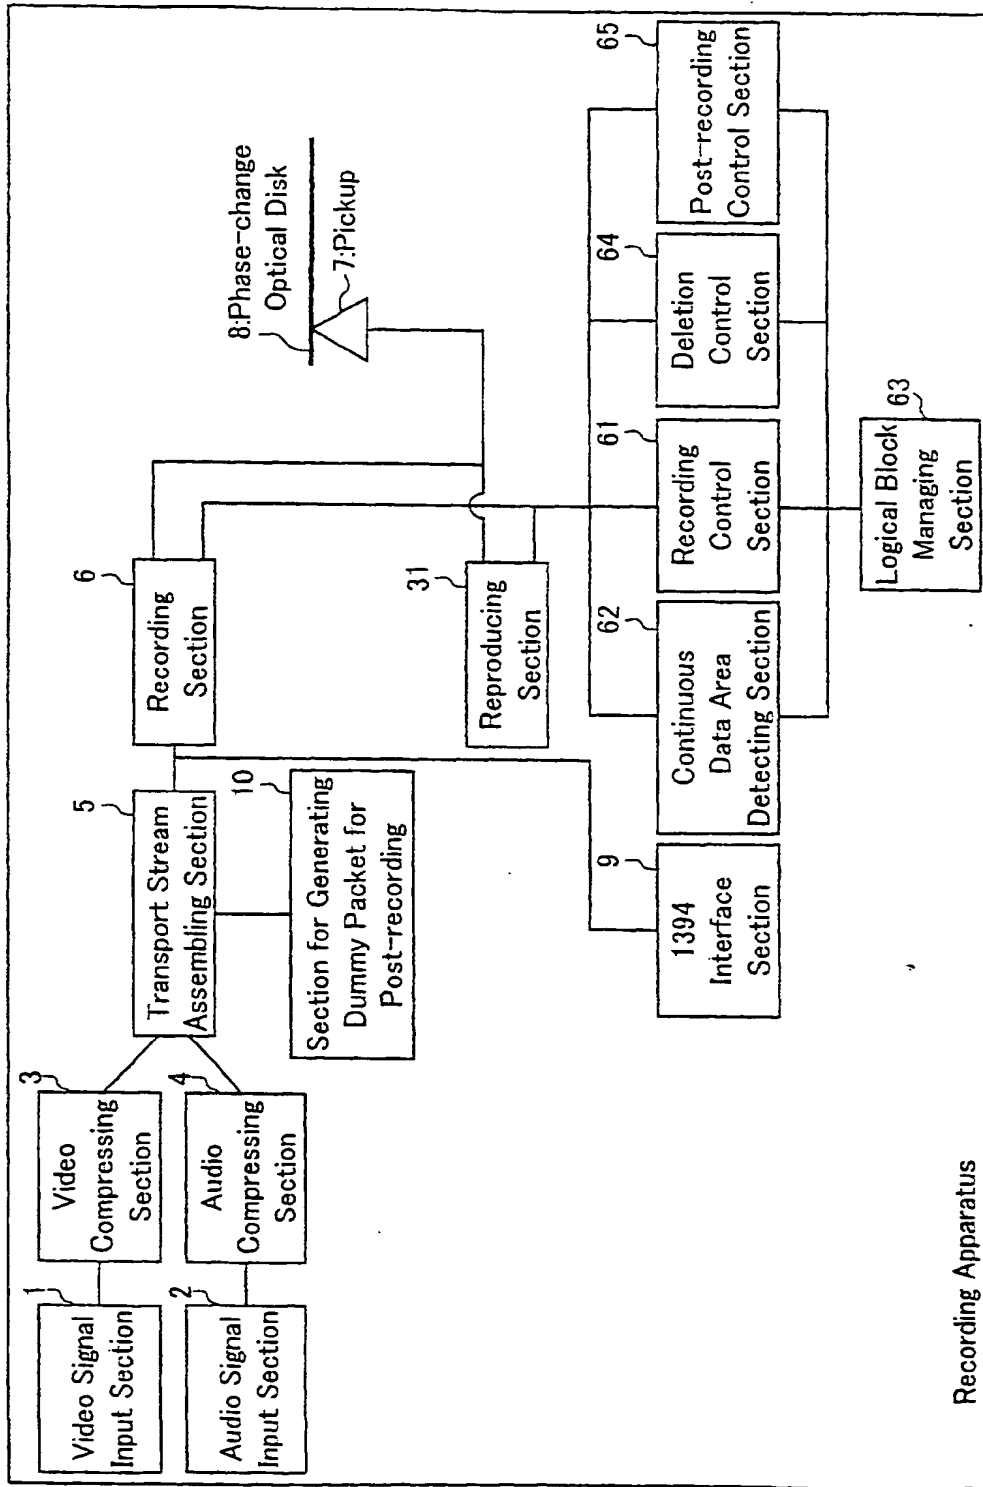 1
Video Signal
Input Section
2
Audio Signal
Input Section
3
Video
Compressing
Section
4
Audio
Compressing
Section
5
Transport Stream
Assembling Section
10
Section for Generating
Dummy Packet for
Post-recording
6
Recording
Section
8:Phase-change
Optical Disk
7:Pickup
31
Reproducing
Section
9
1394
Interface
Section
62
Continuous
Data Area
Detecting Section
61
Recording
Control
Section
64
Deletion
Control
Section
65
Post-recording
Control Section
63
Logical Block
Managing
Section
Recording Apparatus